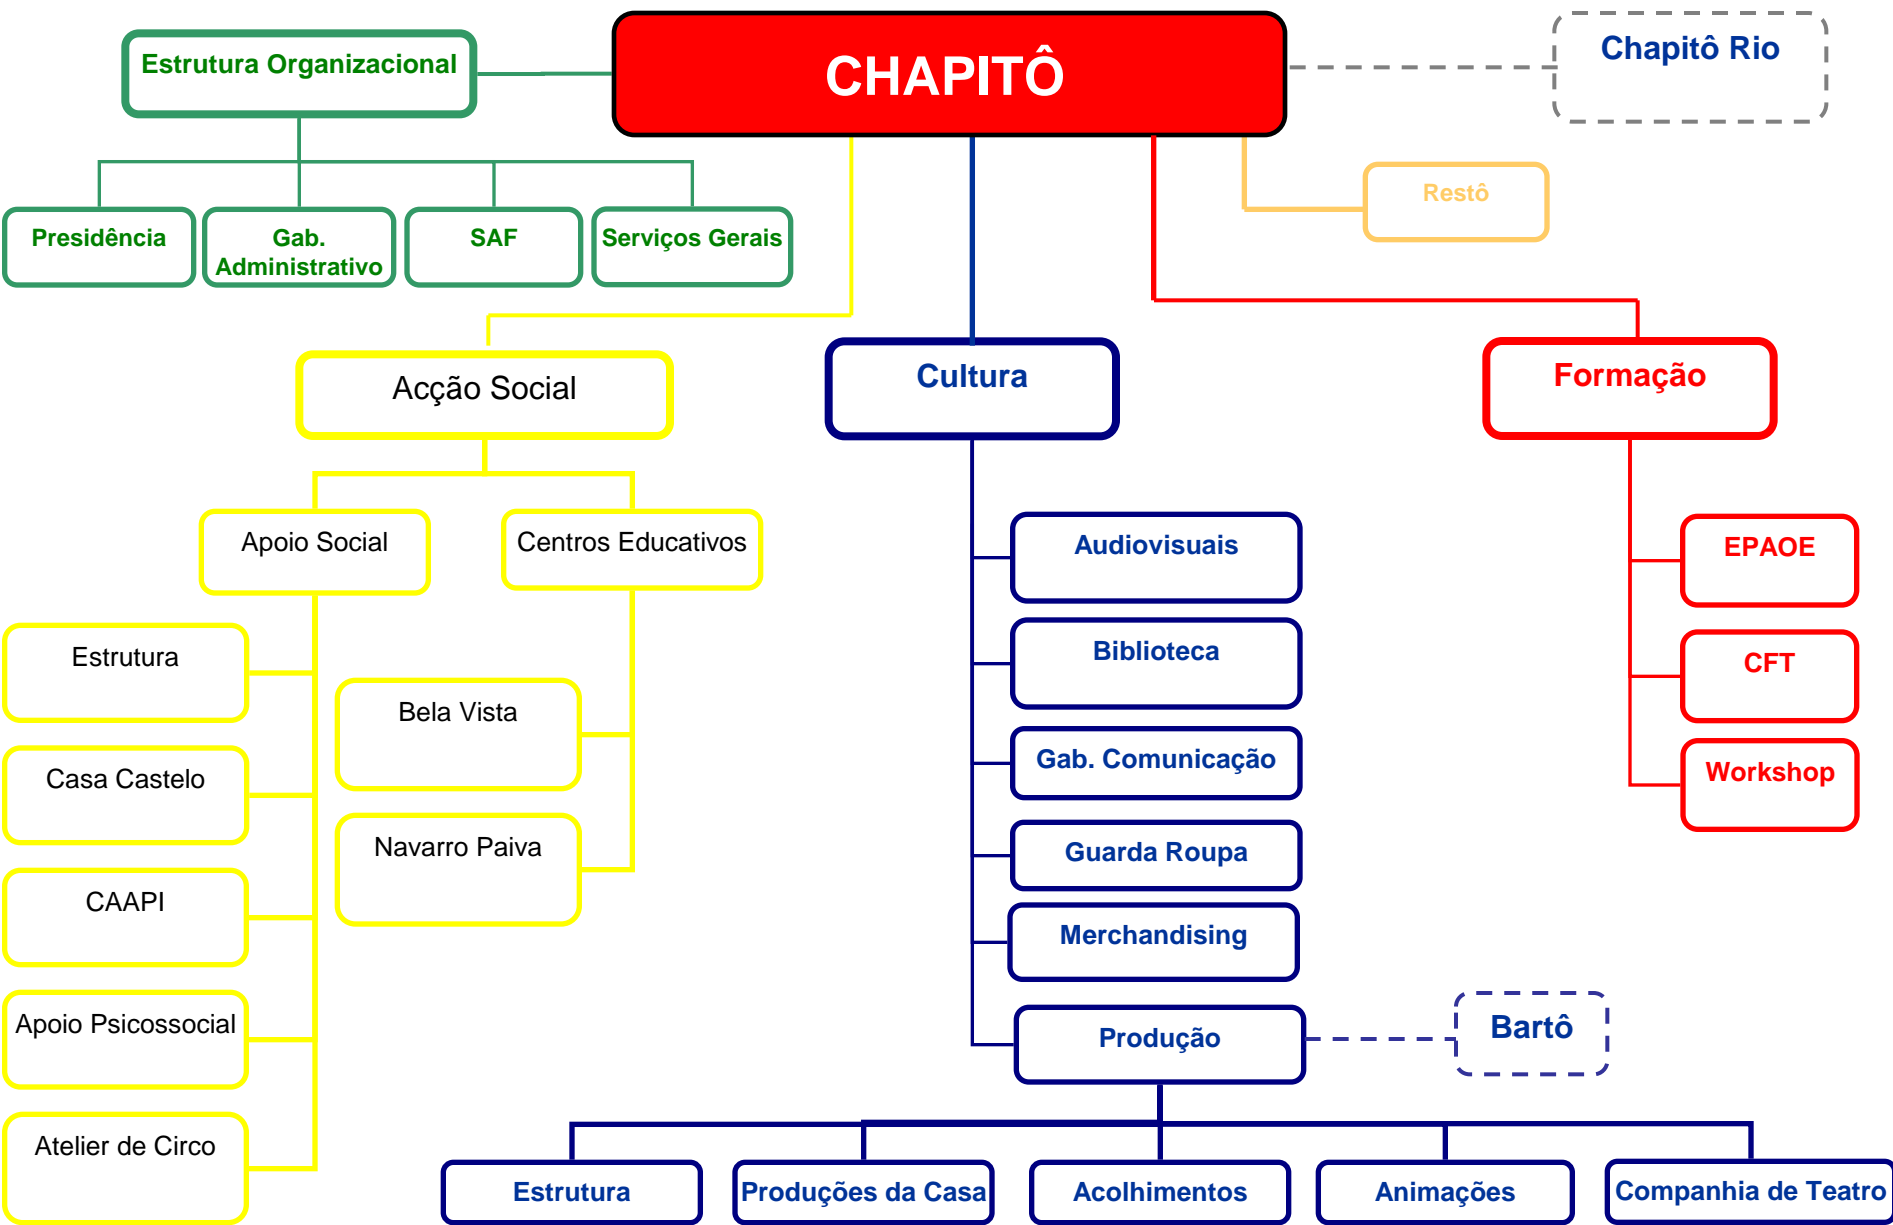 Estrutura Organizacional
CHAPITÔ
Chapitô Rio
Restô
Presidência
Gab.
Administrativo
SAF
Serviços Gerais
Acção Social
Cultura
Formação
Apoio Social
Centros Educativos
Estrutura
Casa Castelo
CAAPI
Apoio Psicossocial
Atelier de Circo
Bela Vista
Navarro Paiva
Audiovisuais
Biblioteca
Gab. Comunicação
Guarda Roupa
Merchandising
Produção
Bartô
EPAOE
CFT
Workshop
Estrutura
Produções da Casa
Acolhimentos
Animações
Companhia de Teatro